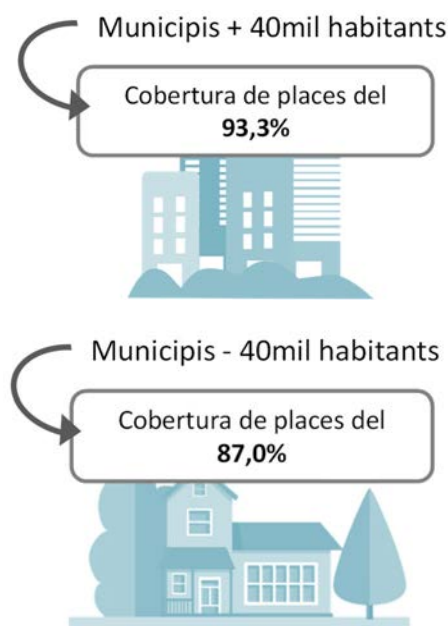 Municipis + 40mil habitants
Cobertura de places del
93,3%
Municipis - 40mil habitants
Cobertura de places del
87,0%